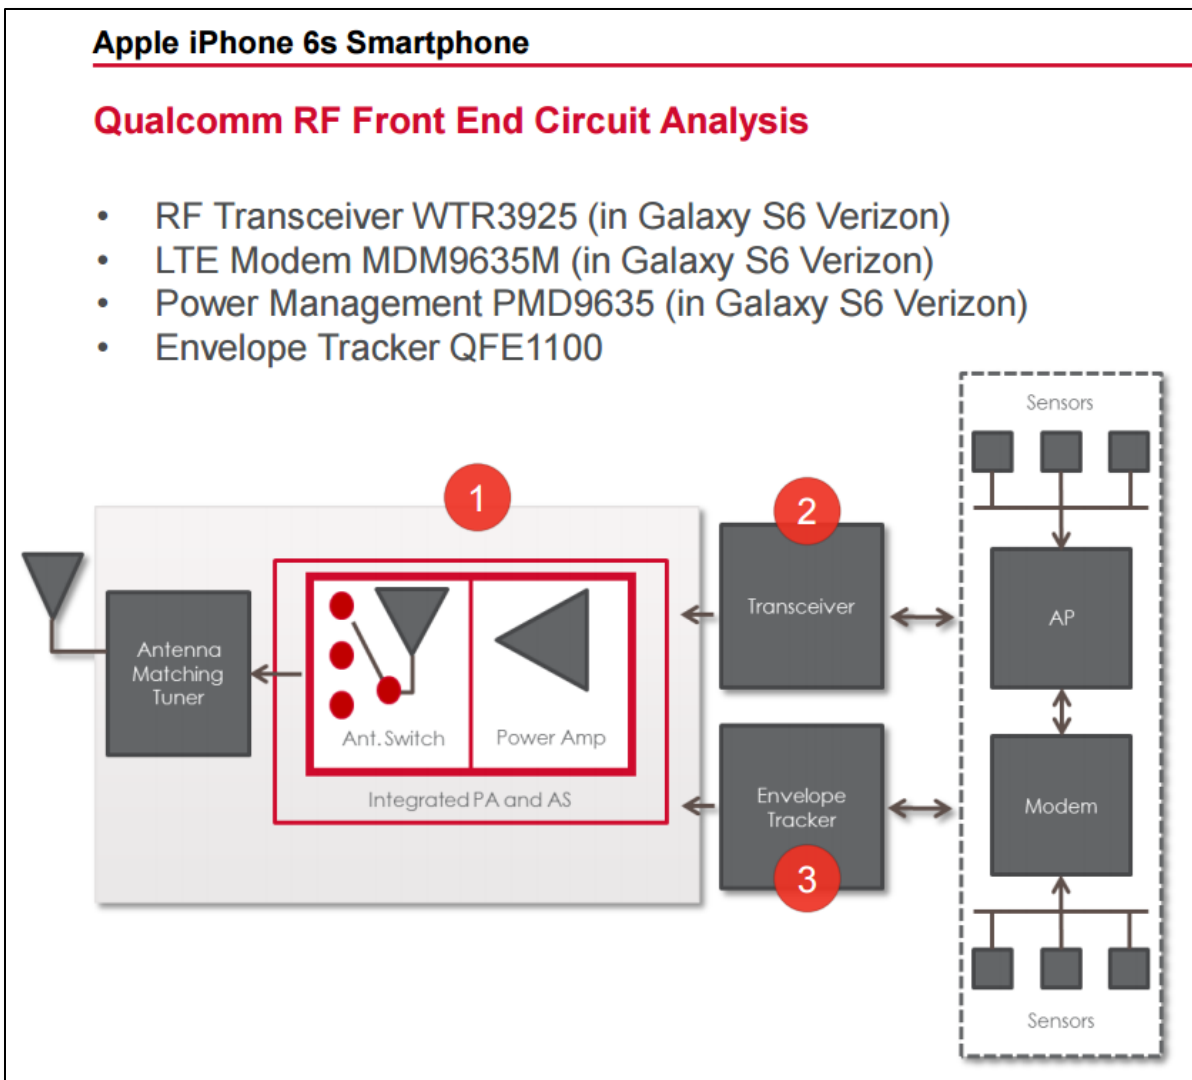 Apple iPhone 6s Smartphone
Qualcomm RF Front End Circuit Analysis
• RF Transceiver WTR3925 (in Galaxy S6 Verizon)
• LTE Modem MDM9635M (in Galaxy S6 Verizon)
• Power Management PMD9635 (in Galaxy S6 Verizon)
• Envelope Tracker QFE1100
Sensors
1
2
Transceiver
AP
Antenna
Matching
Tuner
Ant. Switch
Power Amp
Integrated PA and AS
Envelope
Tracker
3
Modem
Sensors